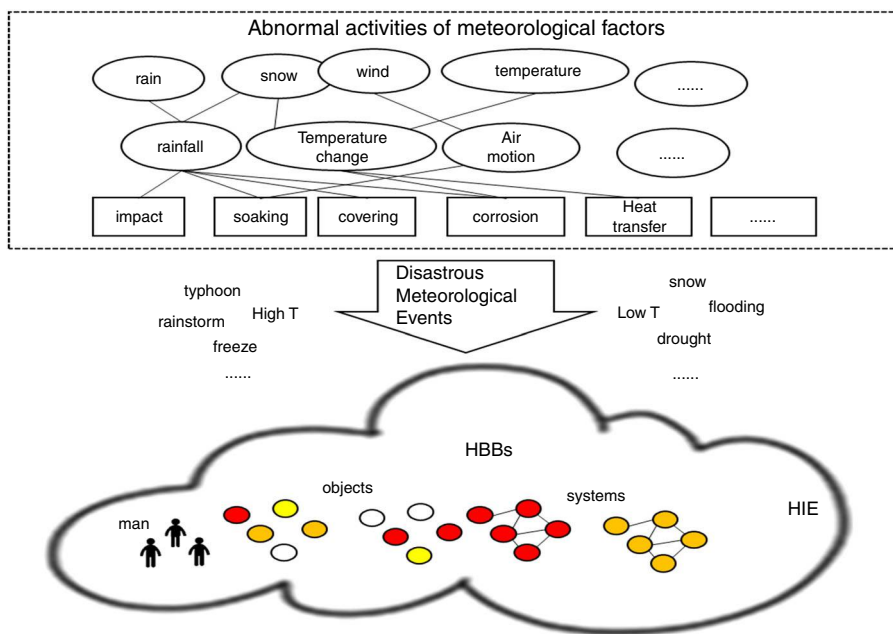 Abnormal activities of meteorological factors
rain
snow
wind
temperature
......
rainfall
Temperature
change
Air
motion
......
impact
soaking
covering
corrosion
Heat
transfer
......
Disastrous
Meteorological
Events
typhoon
rainstorm
High T
freeze
......
snow
Low T
flooding
drought
......
HBBs
objects
systems
man
HIE